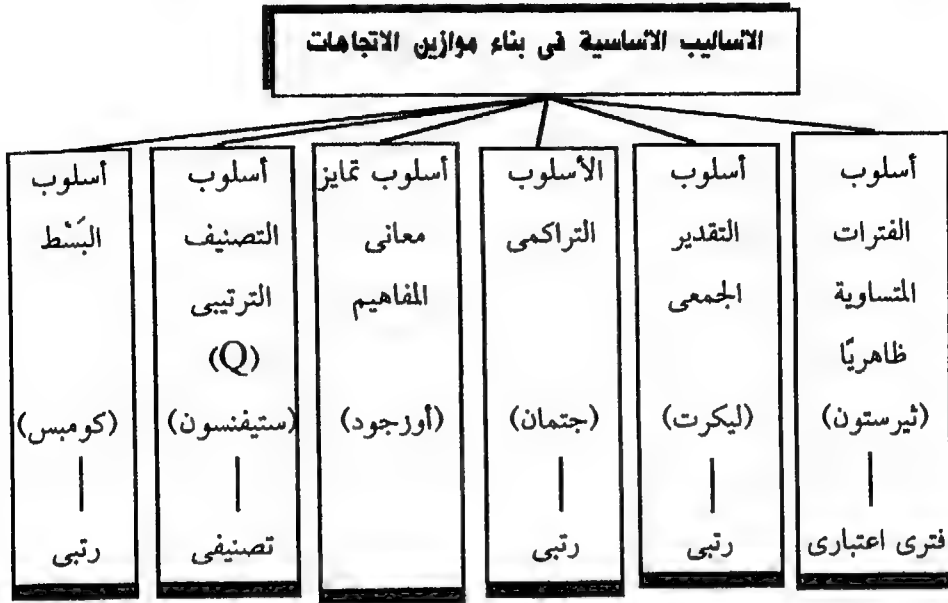 الاساليب الاساسية فى بناء موازين الاتجاهات
أسلوب
الفترات
المتساوية
ظاهريًا
(ثيرستون)
فترى اعتبارى
أسلوب
التقدير
الجمعى
(ليكرت)
رتبى
الأسلوب
التراكمى
(جتمان)
رتبى
أسلوب تمايز
معانى
المفاهيم
(أوزجود)
أسلوب
التصنيف
الترتيبى
(Q)
(ستيفنسون)
تصنيفى
أسلوب
البَسْط
(كومبس)
رتبى